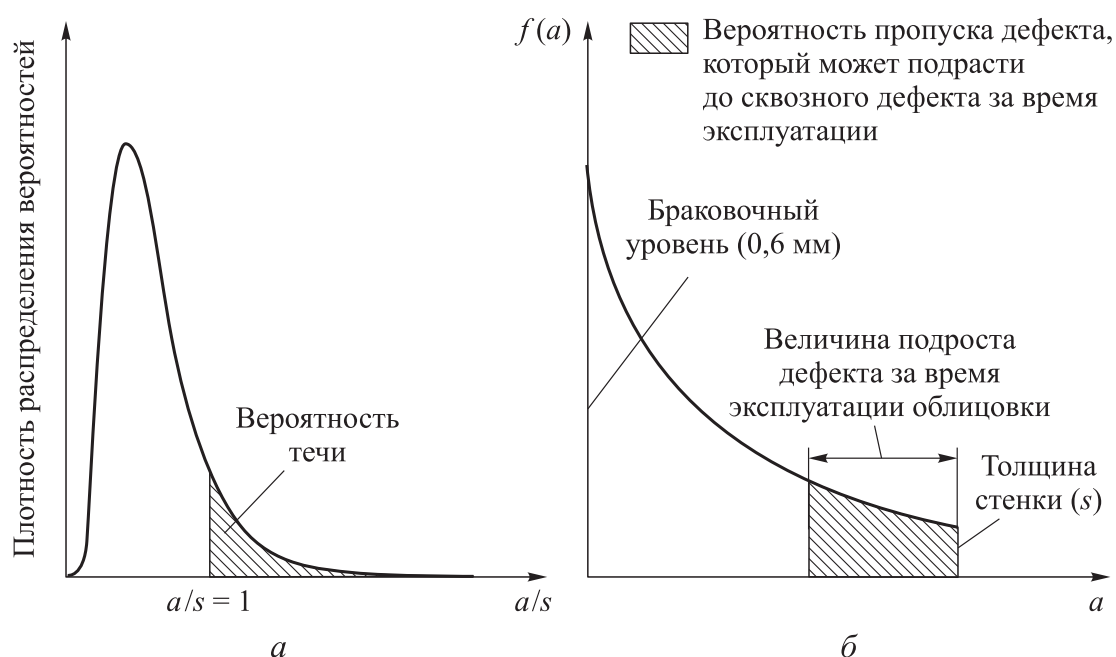 Плотность распределения вероятностей
Вероятность
течи
a/s = 1
a/s
а
f (a)
Вероятность пропуска дефекта,
который может подрасти
до сквозного дефекта за время
эксплуатации
Браковочный
уровень (0,6 мм)
Величина подроста
дефекта за время
эксплуатации облицовки
Толщина
стенки (s)
a
б